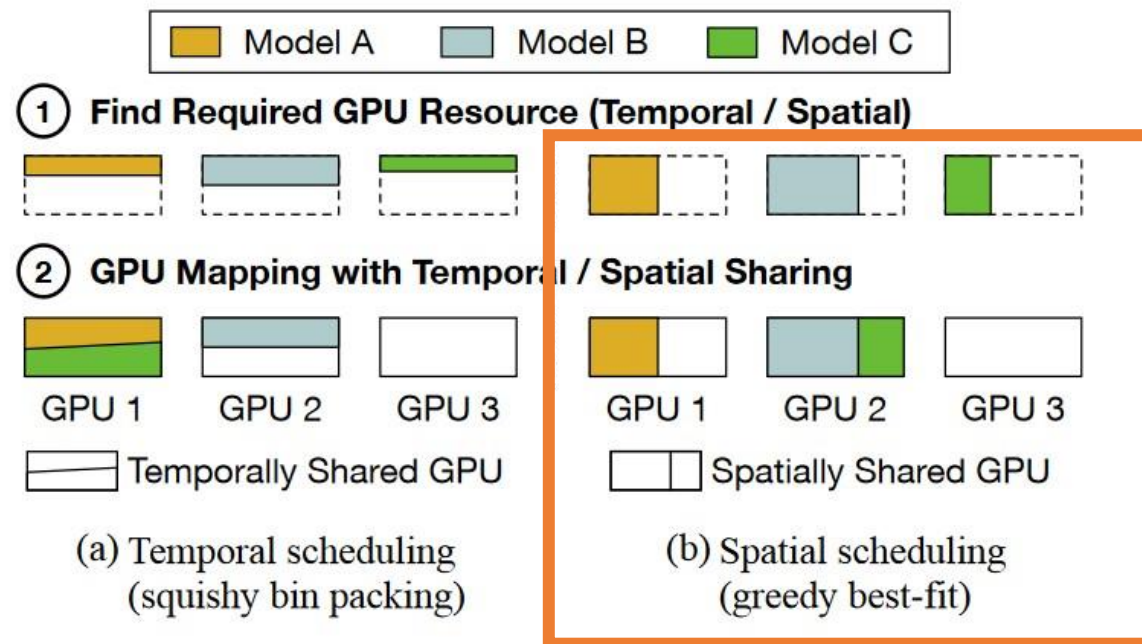 Model A Model B Model C
1 Find Required GPU Resource (Temporal / Spatial)
2 GPU Mapping with Temporal / Spatial Sharing
GPU 1 GPU 2 GPU 3 GPU 1 GPU 2 GPU 3
Temporally Shared GPU Spatially Shared GPU
(a) Temporal scheduling (b) Spatial scheduling
(squishy bin packing) (greedy best-fit)